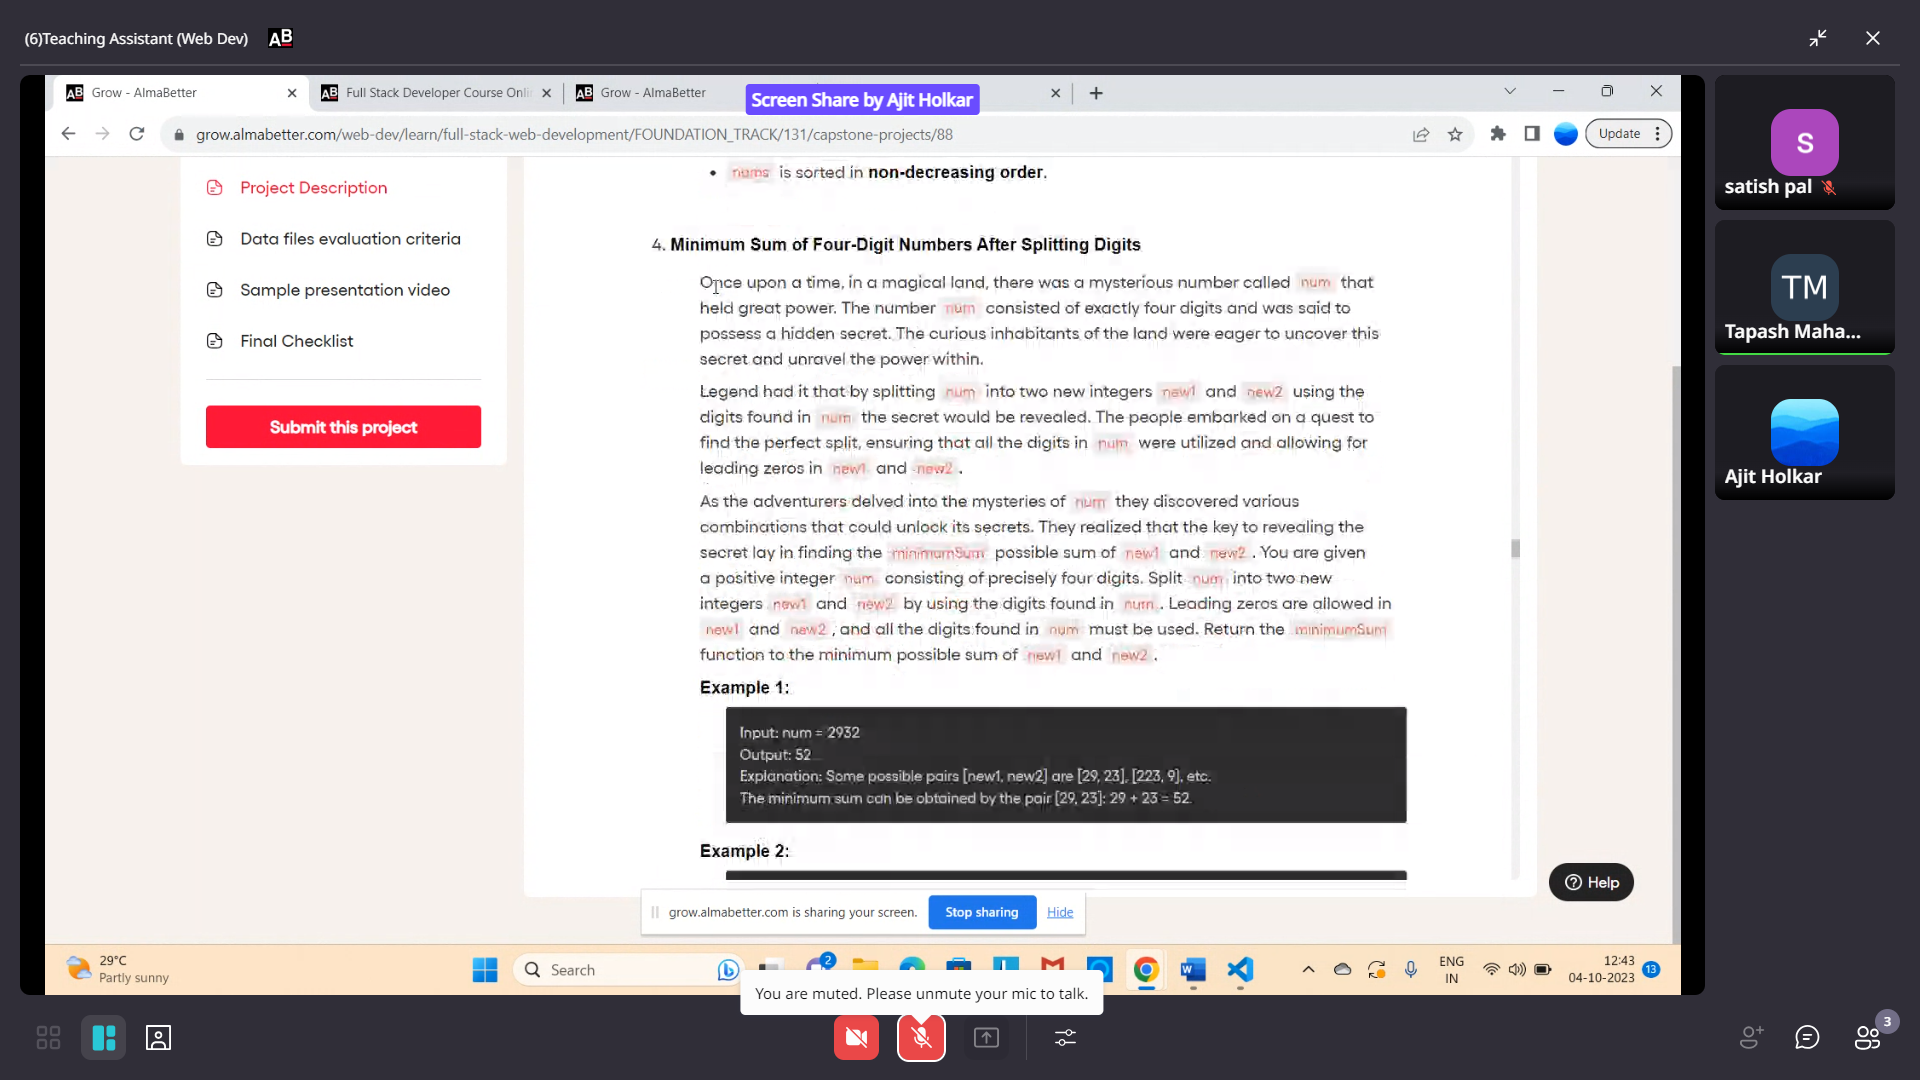 (6)Teaching Assistant (Web Dev) AB
AB Grow - AlmaBetter
AB Full Stack Developer Course Onli
AB Grow - AlmaBetter
Screen Share by Ajit Holkar
grow.almabetter.com/web-dev/learn/full-stack-web-development/FOUNDATION_TRACK/131/capstone-projects/88
Update
Project Description
Data files evaluation criteria
Sample presentation video
Final Checklist
Submit this project
• nums is sorted in non-decreasing order.
4. Minimum Sum of Four-Digit Numbers After Splitting Digits
Once upon a time, in a magical land, there was a mysterious number called num that
held great power. The number num consisted of exactly four digits and was said to
possess a hidden secret. The curious inhabitants of the land were eager to uncover this
secret and unravel the power within.
Legend had it that by splitting num into two new integers new1 and new2 using the
digits found in num the secret would be revealed. The people embarked on a quest to
find the perfect split, ensuring that all the digits in num were utilized and allowing for
leading zeros in new1 and new2.
As the adventurers delved into the mysteries of num they discovered various
combinations that could unlock its secrets. They realized that the key to revealing the
secret lay in finding the minimumSum possible sum of new1 and new2. You are given
a positive integer num consisting of precisely four digits. Split num into two new
integers new1 and new2 by using the digits found in num. Leading zeros are allowed in
new1 and new2, and all the digits found in num must be used. Return the minimumSum
function to the minimum possible sum of new1 and new2.
Example 1:
Input: num = 2932
Output: 52
Explanation: Some possible pairs [new1, new2] are [29, 23], [223, 9], etc.
The minimum sum can be obtained by the pair [29, 23]: 29 + 23 = 52.
Example 2:
Help
grow.almabetter.com is sharing your screen.
Stop sharing
Hide
29°C
Partly sunny
Search
2
ENG
IN
12:43
04-10-2023
13
You are muted. Please unmute your mic to talk.
S
satish pal
TM
Tapash Maha...
Ajit Holkar
3